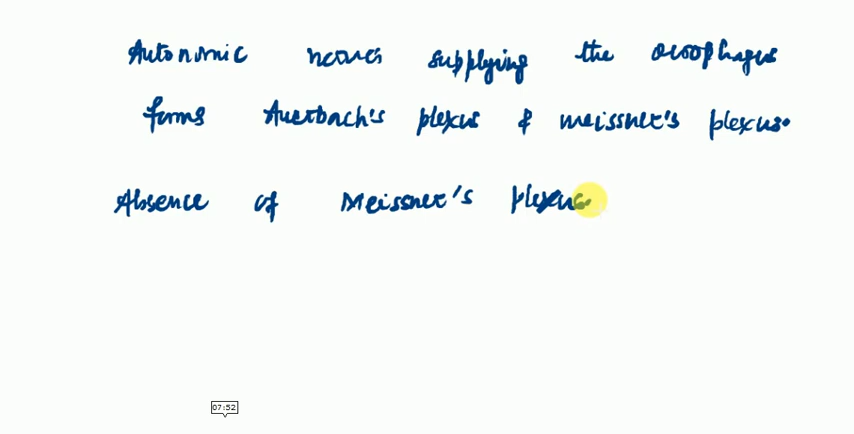 Autonomic nerves supplying the oesophagus
forms Auerbach's plexus & meissner's plexus.
Absence of Meissner's plexus
07:52